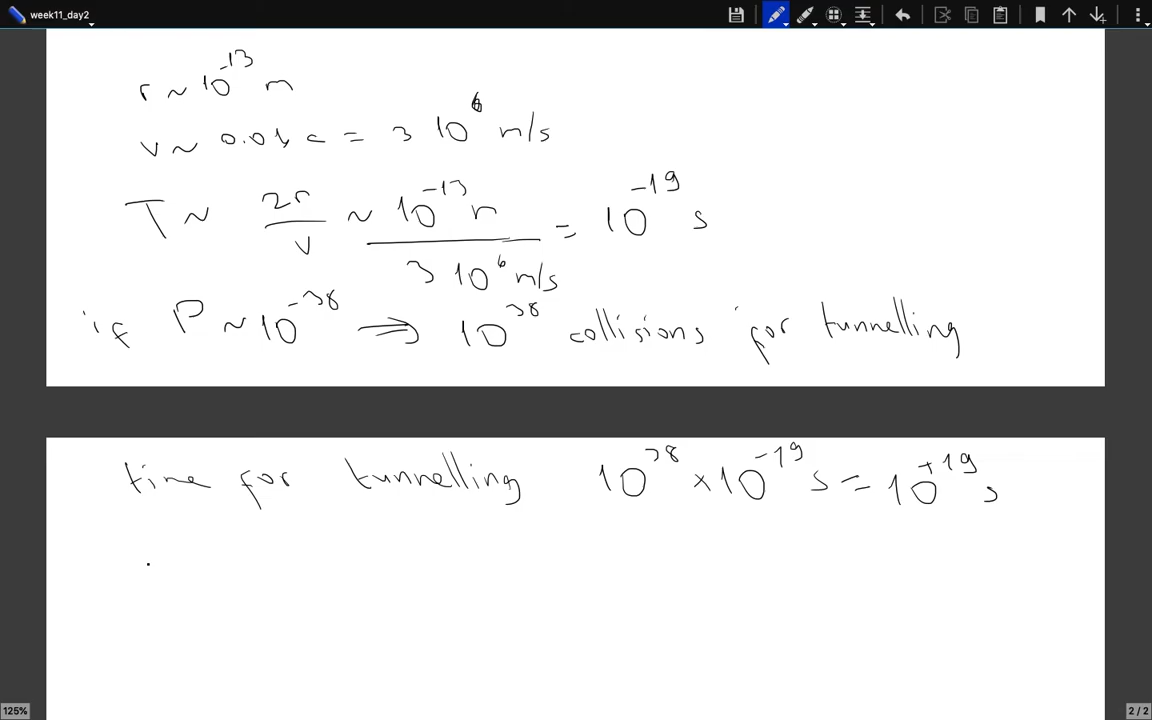 week11_day2
r ~ 10^-13 m
v ~ 0.01 c = 3 10^6 m/s
T ~ 2r/v ~ 10^-13 m / 3 10^6 m/s = 10^-19 s
if P ~ 10^-38 ⟹ 10^38 collisions for tunnelling
time for tunnelling 10^38 × 10^-19 s = 10^+19 s
125%
2 / 2